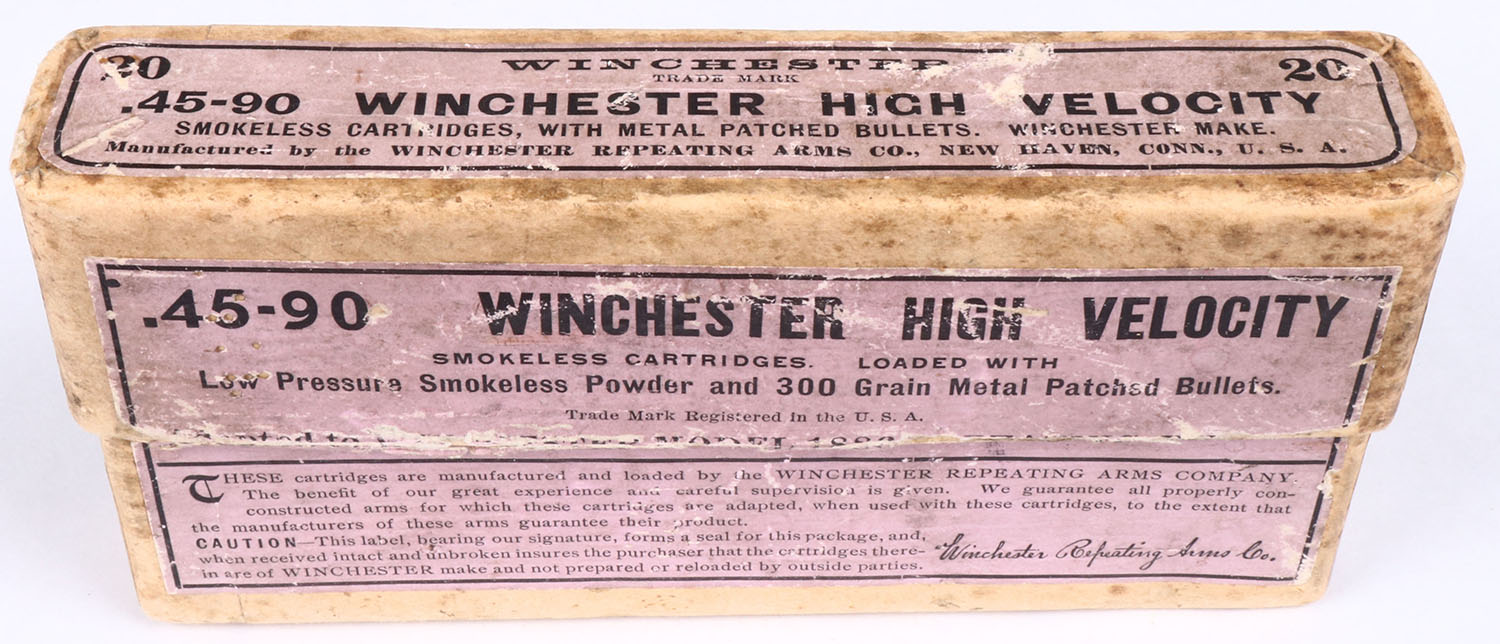 20 WINCHESTER 20
TRADE MARK
.45-90 WINCHESTER HIGH VELOCITY
SMOKELESS CARTRIDGES, WITH METAL PATCHED BULLETS. WINCHESTER MAKE.
Manufactured by the WINCHESTER REPEATING ARMS CO., NEW HAVEN, CONN., U. S. A.
.45-90 WINCHESTER HIGH VELOCITY
SMOKELESS CARTRIDGES. LOADED WITH
Low Pressure Smokeless Powder and 300 Grain Metal Patched Bullets.
Trade Mark Registered in the U. S. A.
Adapted to MODEL 1886
THESE cartridges are manufactured and loaded by the WINCHESTER REPEATING ARMS COMPANY.
The benefit of our great experience and careful supervision is given. We guarantee all properly con-
constructed arms for which these cartridges are adapted, when used with these cartridges, to the extent that
the manufacturers of these arms guarantee their product.
CAUTION—This label, bearing our signature, forms a seal for this package, and,
when received intact and unbroken insures the purchaser that the cartridges there-
in are of WINCHESTER make and not prepared or reloaded by outside parties.
Winchester Repeating Arms Co.